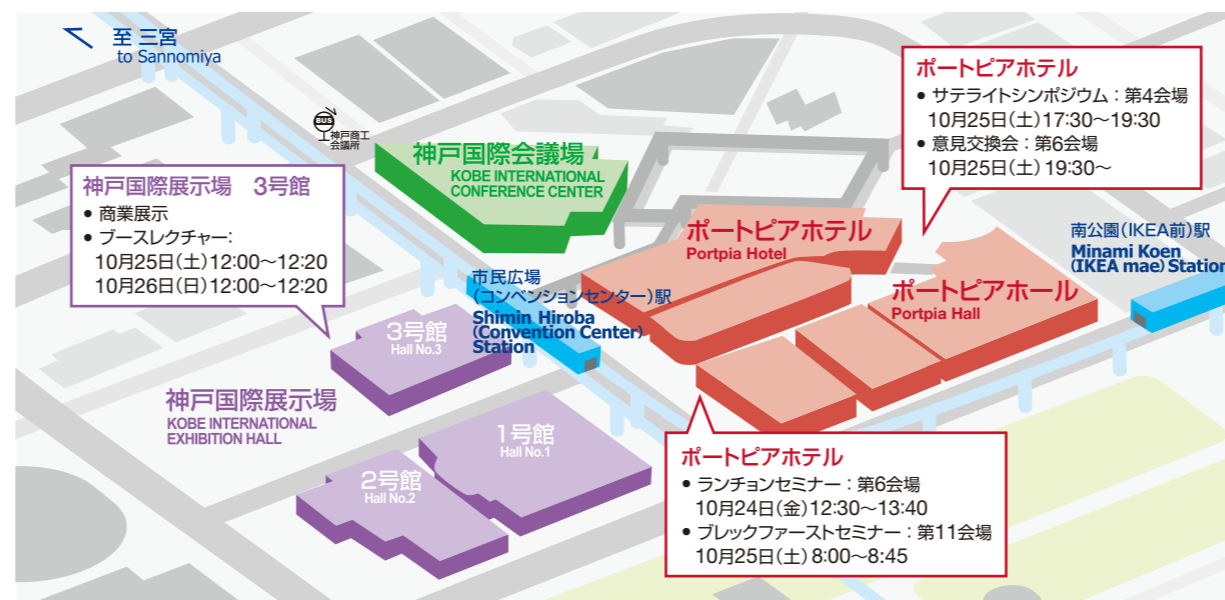 至 三宮
to Sannomiya
BUS
神戸商工
会議所
神戸国際会議場
KOBE INTERNATIONAL
CONFERENCE CENTER
ポートピアホテル
• サテライトシンポジウム：第4会場
10月25日（土）17:30〜19:30
• 意見交換会：第6会場
10月25日（土）19:30〜
神戸国際展示場　3号館
• 商業展示
• ブースレクチャー：
10月25日（土）12:00〜12:20
10月26日（日）12:00〜12:20
ポートピアホテル
Portpia Hotel
南公園（IKEA前）駅
Minami Koen
(IKEA mae) Station
市民広場
（コンベンションセンター）駅
Shimin Hiroba
(Convention Center)
Station
ポートピアホール
Portpia Hall
3号館
Hall No.3
神戸国際展示場
KOBE INTERNATIONAL
EXHIBITION HALL
1号館
Hall No.1
2号館
Hall No.2
ポートピアホテル
• ランチョンセミナー：第6会場
10月24日（金）12:30〜13:40
• ブレックファーストセミナー：第11会場
10月25日（土）8:00〜8:45